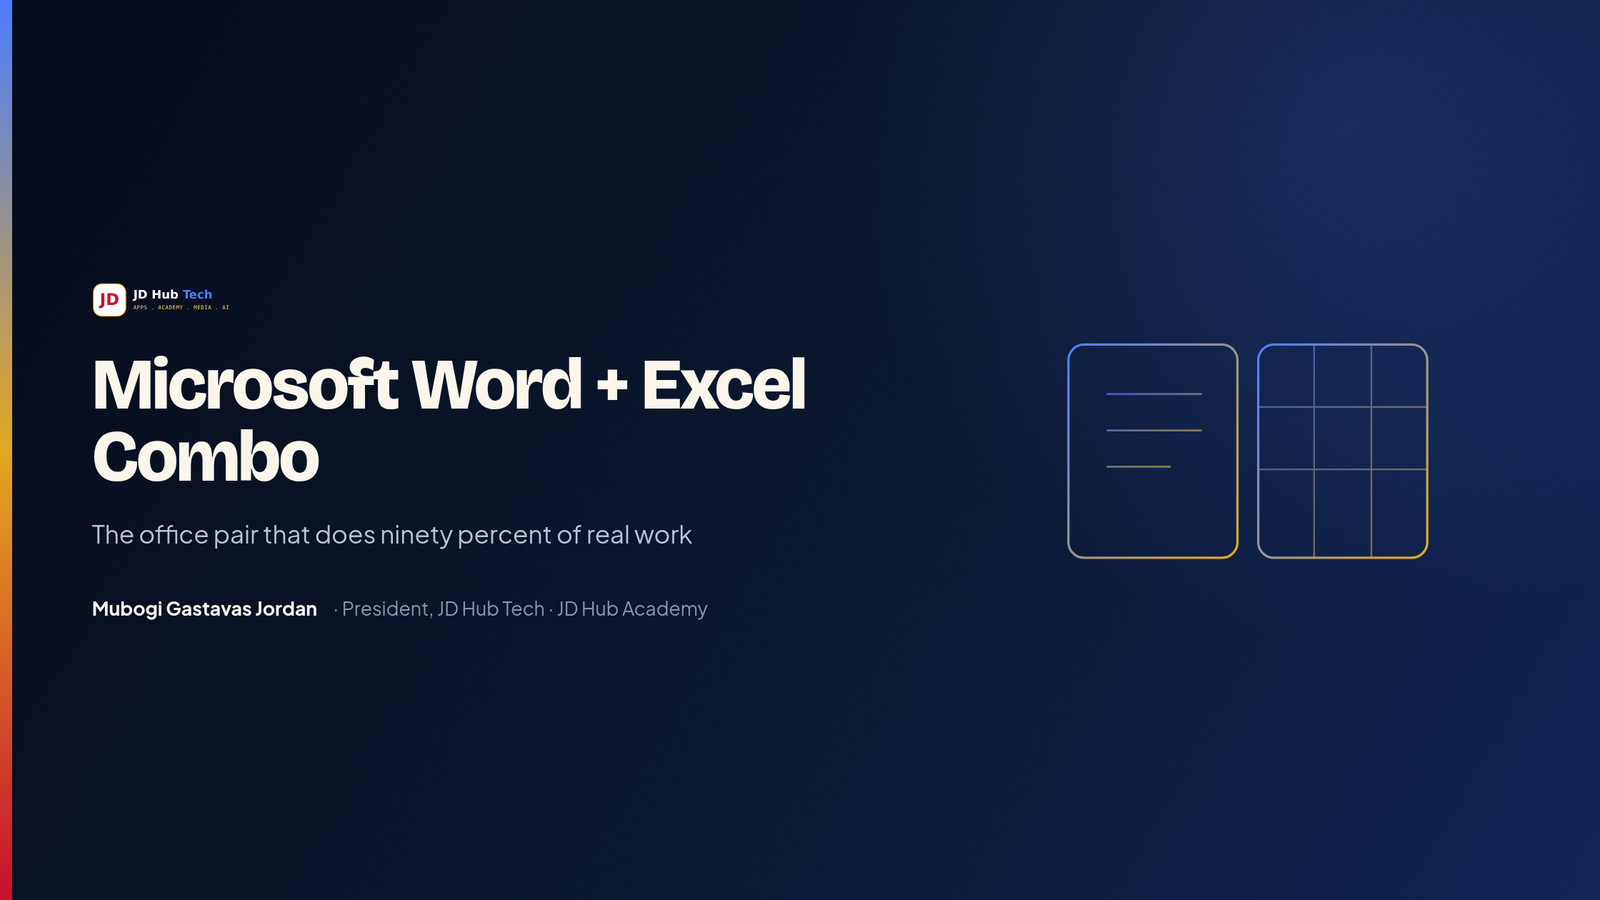 JD
JD Hub Tech
APPS . ACADEMY . MEDIA . AI
Microsoft Word + Excel
Combo
The office pair that does ninety percent of real work
Mubogi Gastavas Jordan · President, JD Hub Tech · JD Hub Academy